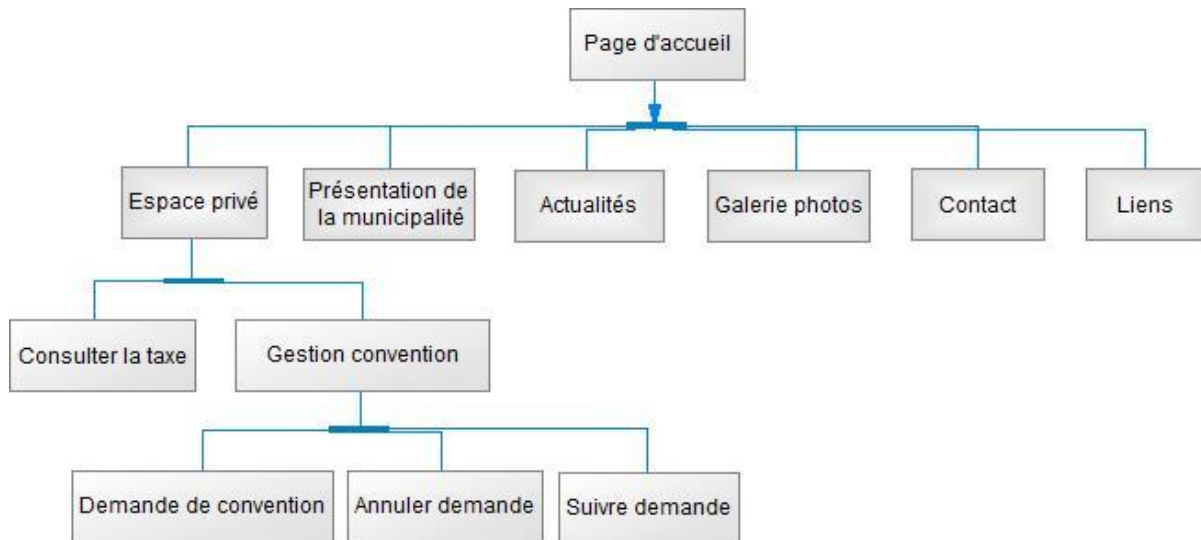 Page d'accueil
Espace privé
Présentation de
la municipalité
Actualités
Galerie photos
Contact
Liens
Consulter la taxe
Gestion convention
Demande de convention
Annuler demande
Suivre demande